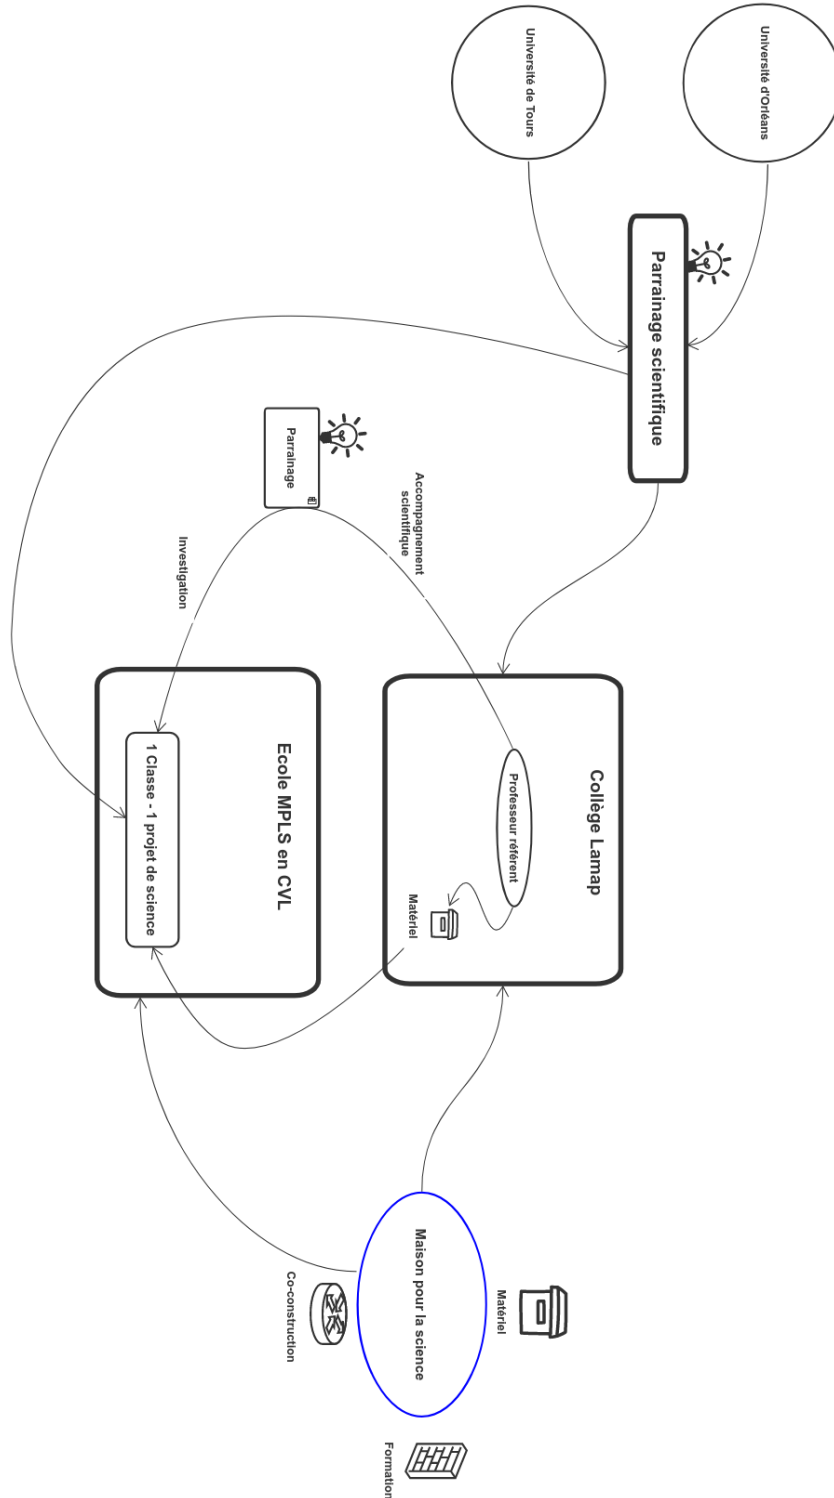 Université d'Orléans
Université de Tours
Parrainage scientifique
Accompagnement
scientifique
Parrainage
Investigation
Collège Lamap
Professeur référent
Matériel
Ecole MPLS en CVL
1 Classe - 1 projet de science
Matériel
Maison pour la science
Co-construction
Formation